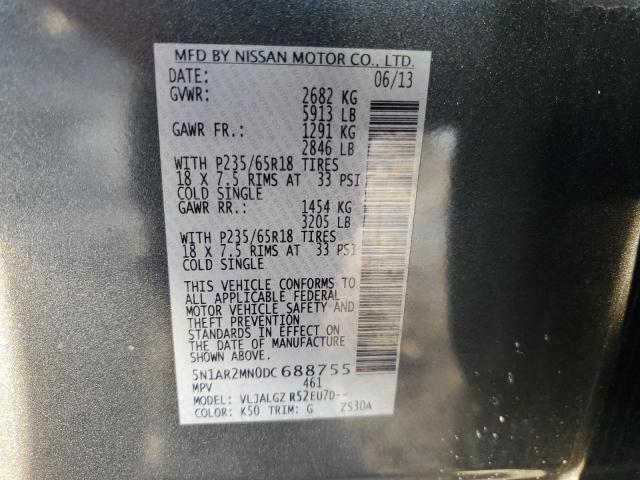 MFD BY NISSAN MOTOR CO., LTD.
DATE: 06/13
GVWR: 2682 KG
5913 LB
GAWR FR.: 1291 KG
2846 LB
WITH P235/65R18 TIRES
18 X 7.5 RIMS AT 33 PSI
COLD SINGLE
GAWR RR.: 1454 KG
3205 LB
WITH P235/65R18 TIRES
18 X 7.5 RIMS AT 33 PSI
COLD SINGLE
THIS VEHICLE CONFORMS TO
ALL APPLICABLE FEDERAL
MOTOR VEHICLE SAFETY AND
THEFT PREVENTION
STANDARDS IN EFFECT ON
THE DATE OF MANUFACTURE
SHOWN ABOVE.
5N1AR2MN0DC688755
MPV 461
MODEL: VLJALGZ R52EU7D--
COLOR: K50 TRIM: G ZS30A